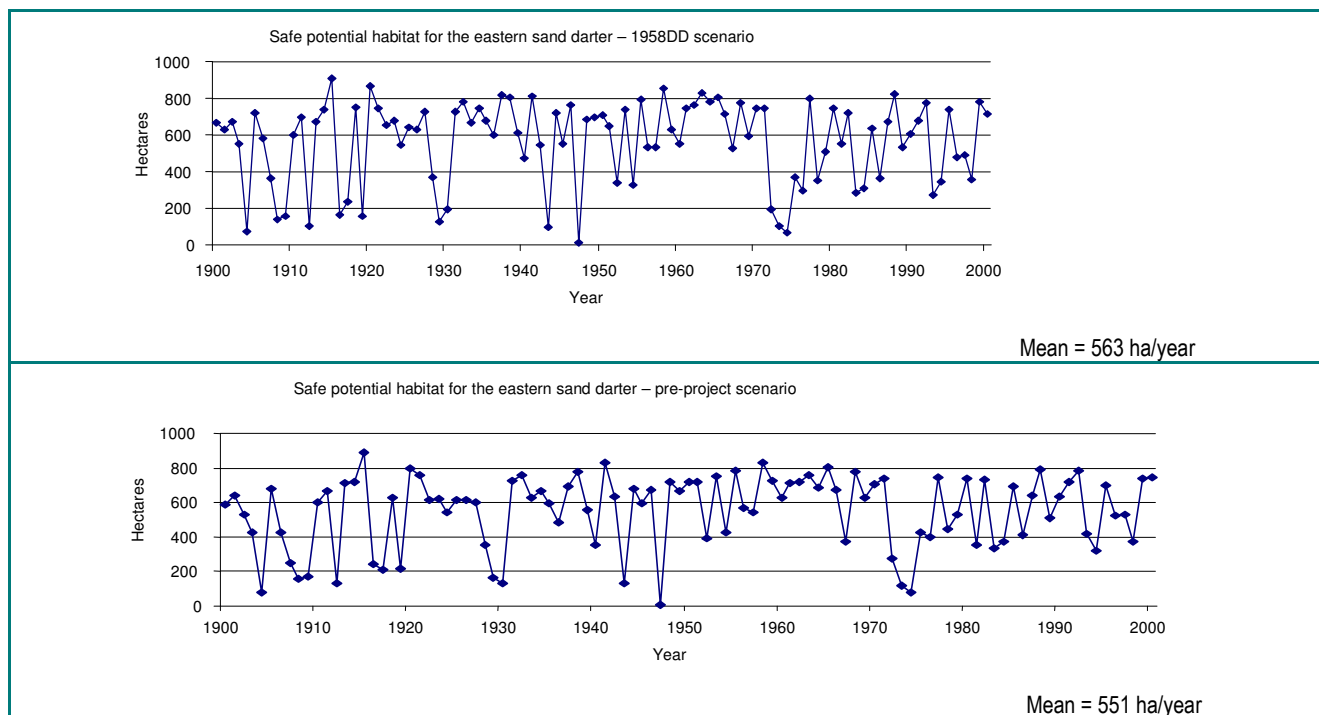 Safe potential habitat for the eastern sand darter – 1958DD scenario
1000
800
600
400
200
0
Hectares
1900 1910 1920 1930 1940 1950 1960 1970 1980 1990 2000
Year
Mean = 563 ha/year
Safe potential habitat for the eastern sand darter – pre-project scenario
1000
800
600
400
200
0
Hectares
1900 1910 1920 1930 1940 1950 1960 1970 1980 1990 2000
Year
Mean = 551 ha/year